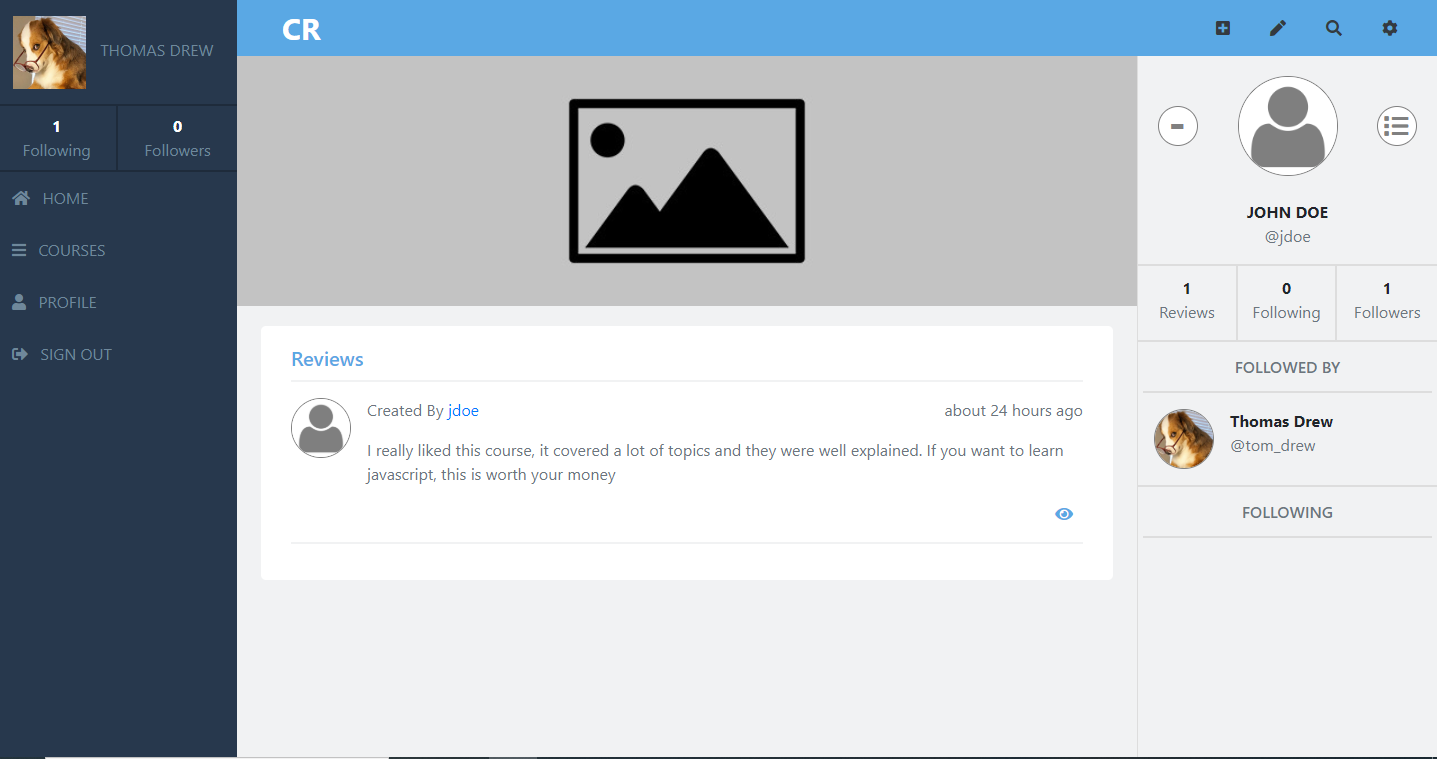 THOMAS DREW
1
Following
0
Followers
HOME
COURSES
PROFILE
SIGN OUT
CR
Reviews
Created By jdoe
about 24 hours ago
I really liked this course, it covered a lot of topics and they were well explained. If you want to learn
javascript, this is worth your money
JOHN DOE
@jdoe
1
Reviews
0
Following
1
Followers
FOLLOWED BY
Thomas Drew
@tom_drew
FOLLOWING